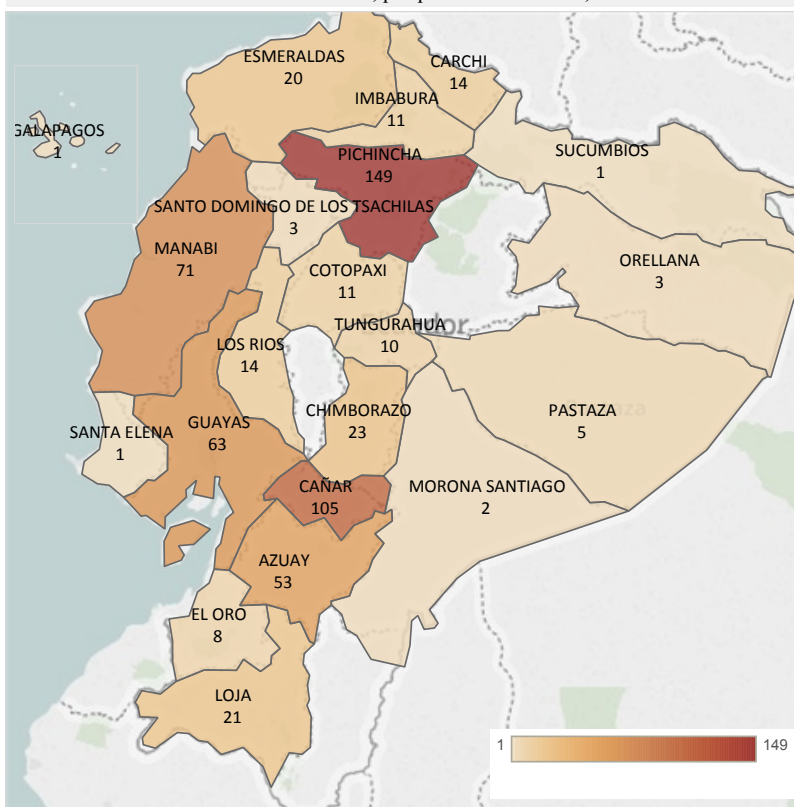 ESMERALDAS
20
CARCHI
14
IMBABURA
11
GALAPAGOS
1
PICHINCHA
149
SUCUMBIOS
1
SANTO DOMINGO DE LOS TSACHILAS
3
MANABI
71
COTOPAXI
11
ORELLANA
3
TUNGURAHUA
10
LOS RIOS
14
CHIMBORAZO
23
PASTAZA
5
GUAYAS
63
SANTA ELENA
1
CAÑAR
105
MORONA SANTIAGO
2
AZUAY
53
EL ORO
8
LOJA
21
1
149